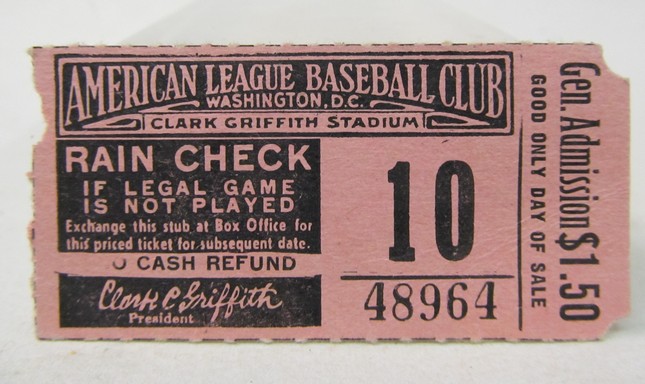 AMERICAN LEAGUE BASEBALL CLUB
WASHINGTON, D.C.
CLARK GRIFFITH STADIUM
RAIN CHECK
IF LEGAL GAME
IS NOT PLAYED
Exchange this stub at Box Office for
this priced ticket for subsequent date.
CASH REFUND
Clark C. Griffith
President
10
48964
Gen. Admission $1.50
GOOD ONLY DAY OF SALE